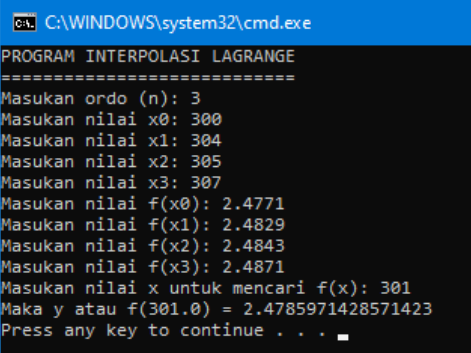 C:\WINDOWS\system32\cmd.exe
PROGRAM INTERPOLASI LAGRANGE
============================
Masukan ordo (n): 3
Masukan nilai x0: 300
Masukan nilai x1: 304
Masukan nilai x2: 305
Masukan nilai x3: 307
Masukan nilai f(x0): 2.4771
Masukan nilai f(x1): 2.4829
Masukan nilai f(x2): 2.4843
Masukan nilai f(x3): 2.4871
Masukan nilai x untuk mencari f(x): 301
Maka y atau f(301.0) = 2.4785971428571423
Press any key to continue . . .